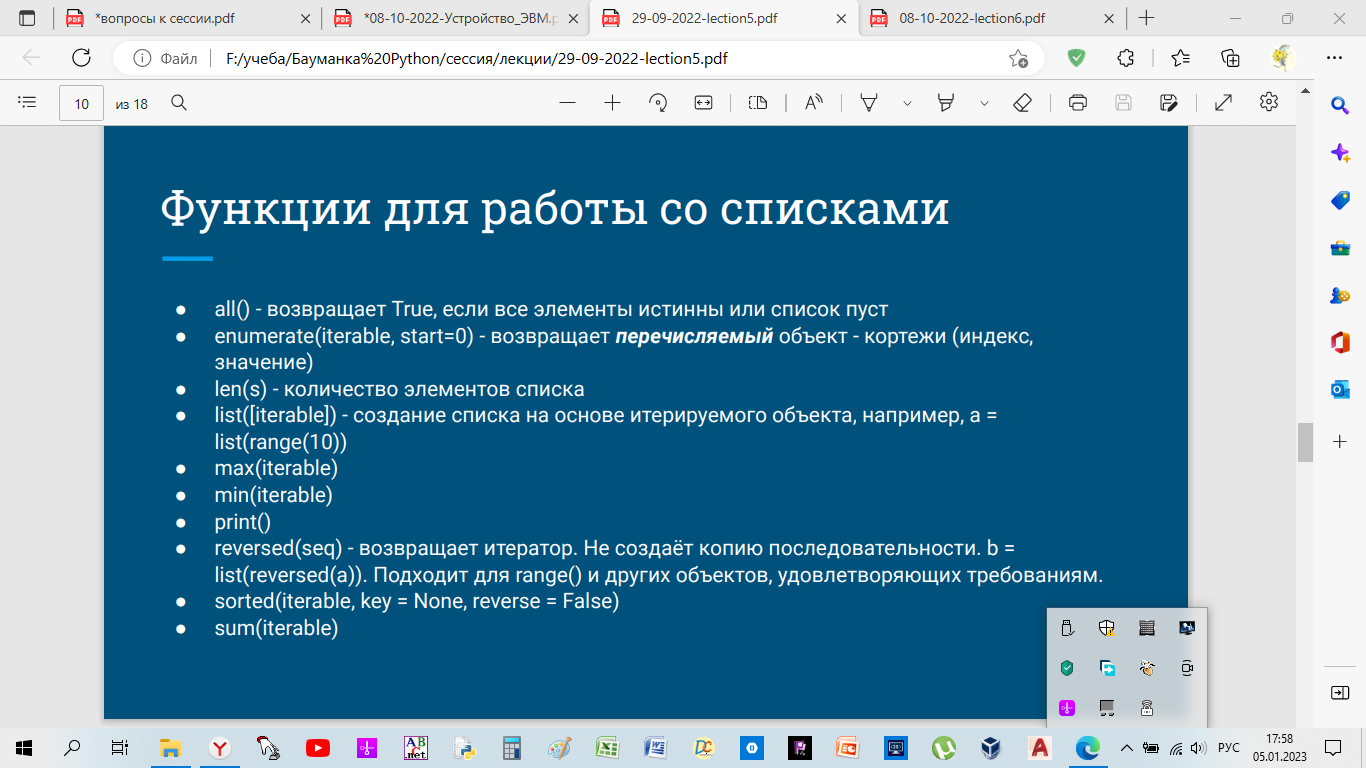 *вопросы к сессии.pdf
*08-10-2022-Устройство_ЭВМ.p
29-09-2022-lection5.pdf
08-10-2022-lection6.pdf
Файл
F:/учеба/Бауманка%20Python/сессия/лекции/29-09-2022-lection5.pdf
10 из 18
Функции для работы со списками
● all() - возвращает True, если все элементы истинны или список пуст
● enumerate(iterable, start=0) - возвращает перечисляемый объект - кортежи (индекс,
значение)
● len(s) - количество элементов списка
● list([iterable]) - создание списка на основе итерируемого объекта, например, a =
list(range(10))
● max(iterable)
● min(iterable)
● print()
● reversed(seq) - возвращает итератор. Не создаёт копию последовательности. b =
list(reversed(a)). Подходит для range() и других объектов, удовлетворяющих требованиям.
● sorted(iterable, key = None, reverse = False)
● sum(iterable)
РУС
17:58
05.01.2023